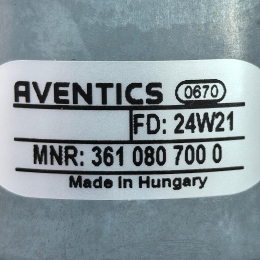 AVENTICS 0670
FD: 24W21
MNR: 361 080 700 0
Made in Hungary